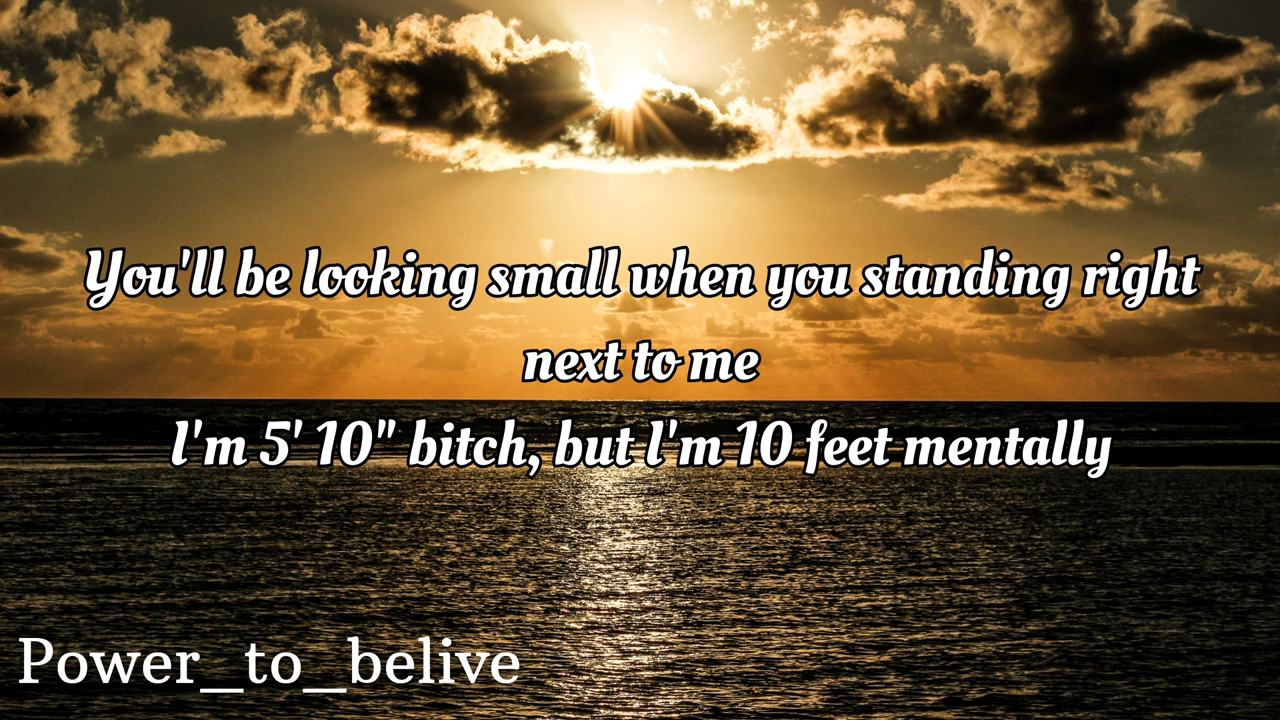 You'll be looking small when you standing right
next to me
I'm 5' 10" bitch, but I'm 10 feet mentally
Power_to_belive